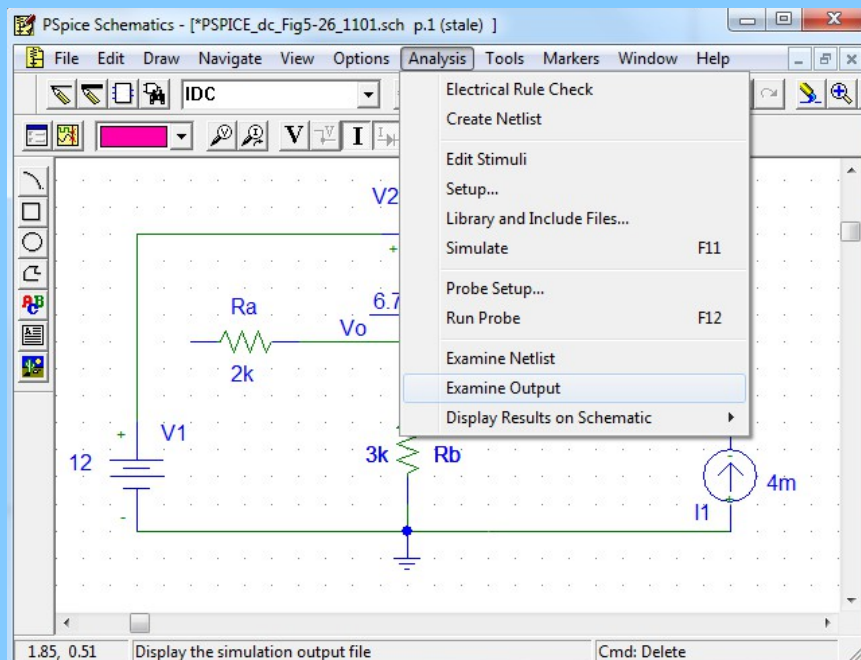 PSpice Schematics - [*PSPICE_dc_Fig5-26_1101.sch p.1 (stale) ]
File Edit Draw Navigate View Options Analysis Tools Markers Window Help
IDC
V I
Electrical Rule Check
Create Netlist
Edit Stimuli
Setup...
Library and Include Files...
Simulate F11
Probe Setup...
Run Probe F12
Examine Netlist
Examine Output
Display Results on Schematic
V2
+
Ra
6.7
Vo
2k
+ V1
12
-
3k Rb
4m
I1
1.85, 0.51 Display the simulation output file Cmd: Delete